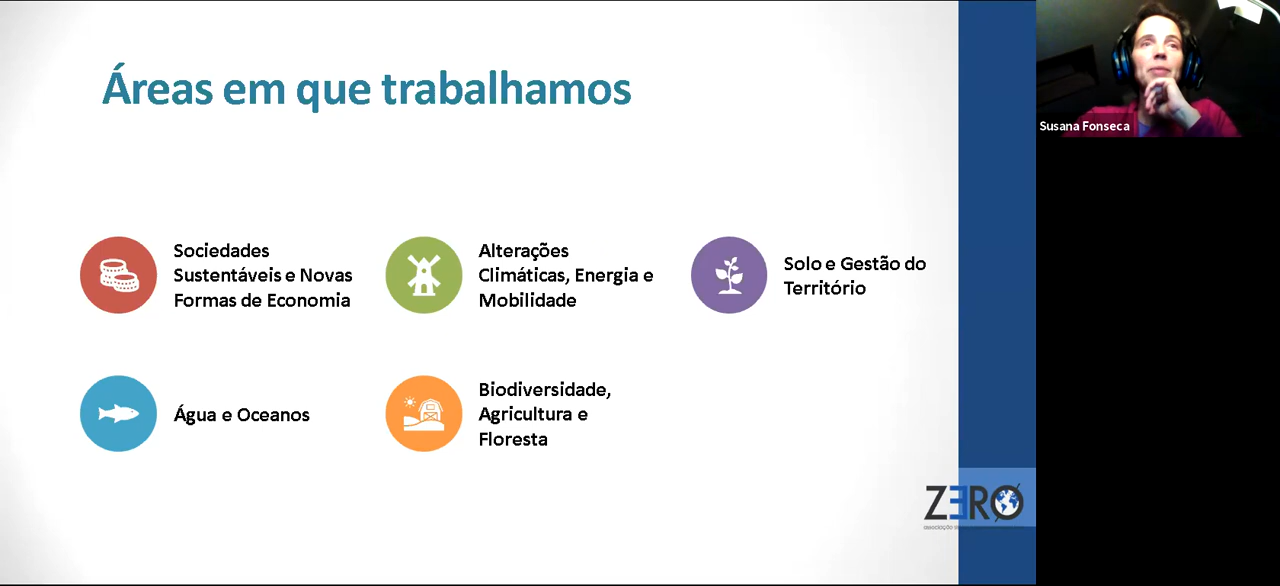 Áreas em que trabalhamos
Susana Fonseca
Sociedades
Sustentáveis e Novas
Formas de Economia
Alterações
Climáticas, Energia e
Mobilidade
Solo e Gestão do
Território
Água e Oceanos
Biodiversidade,
Agricultura e
Floresta
ZERO
associação